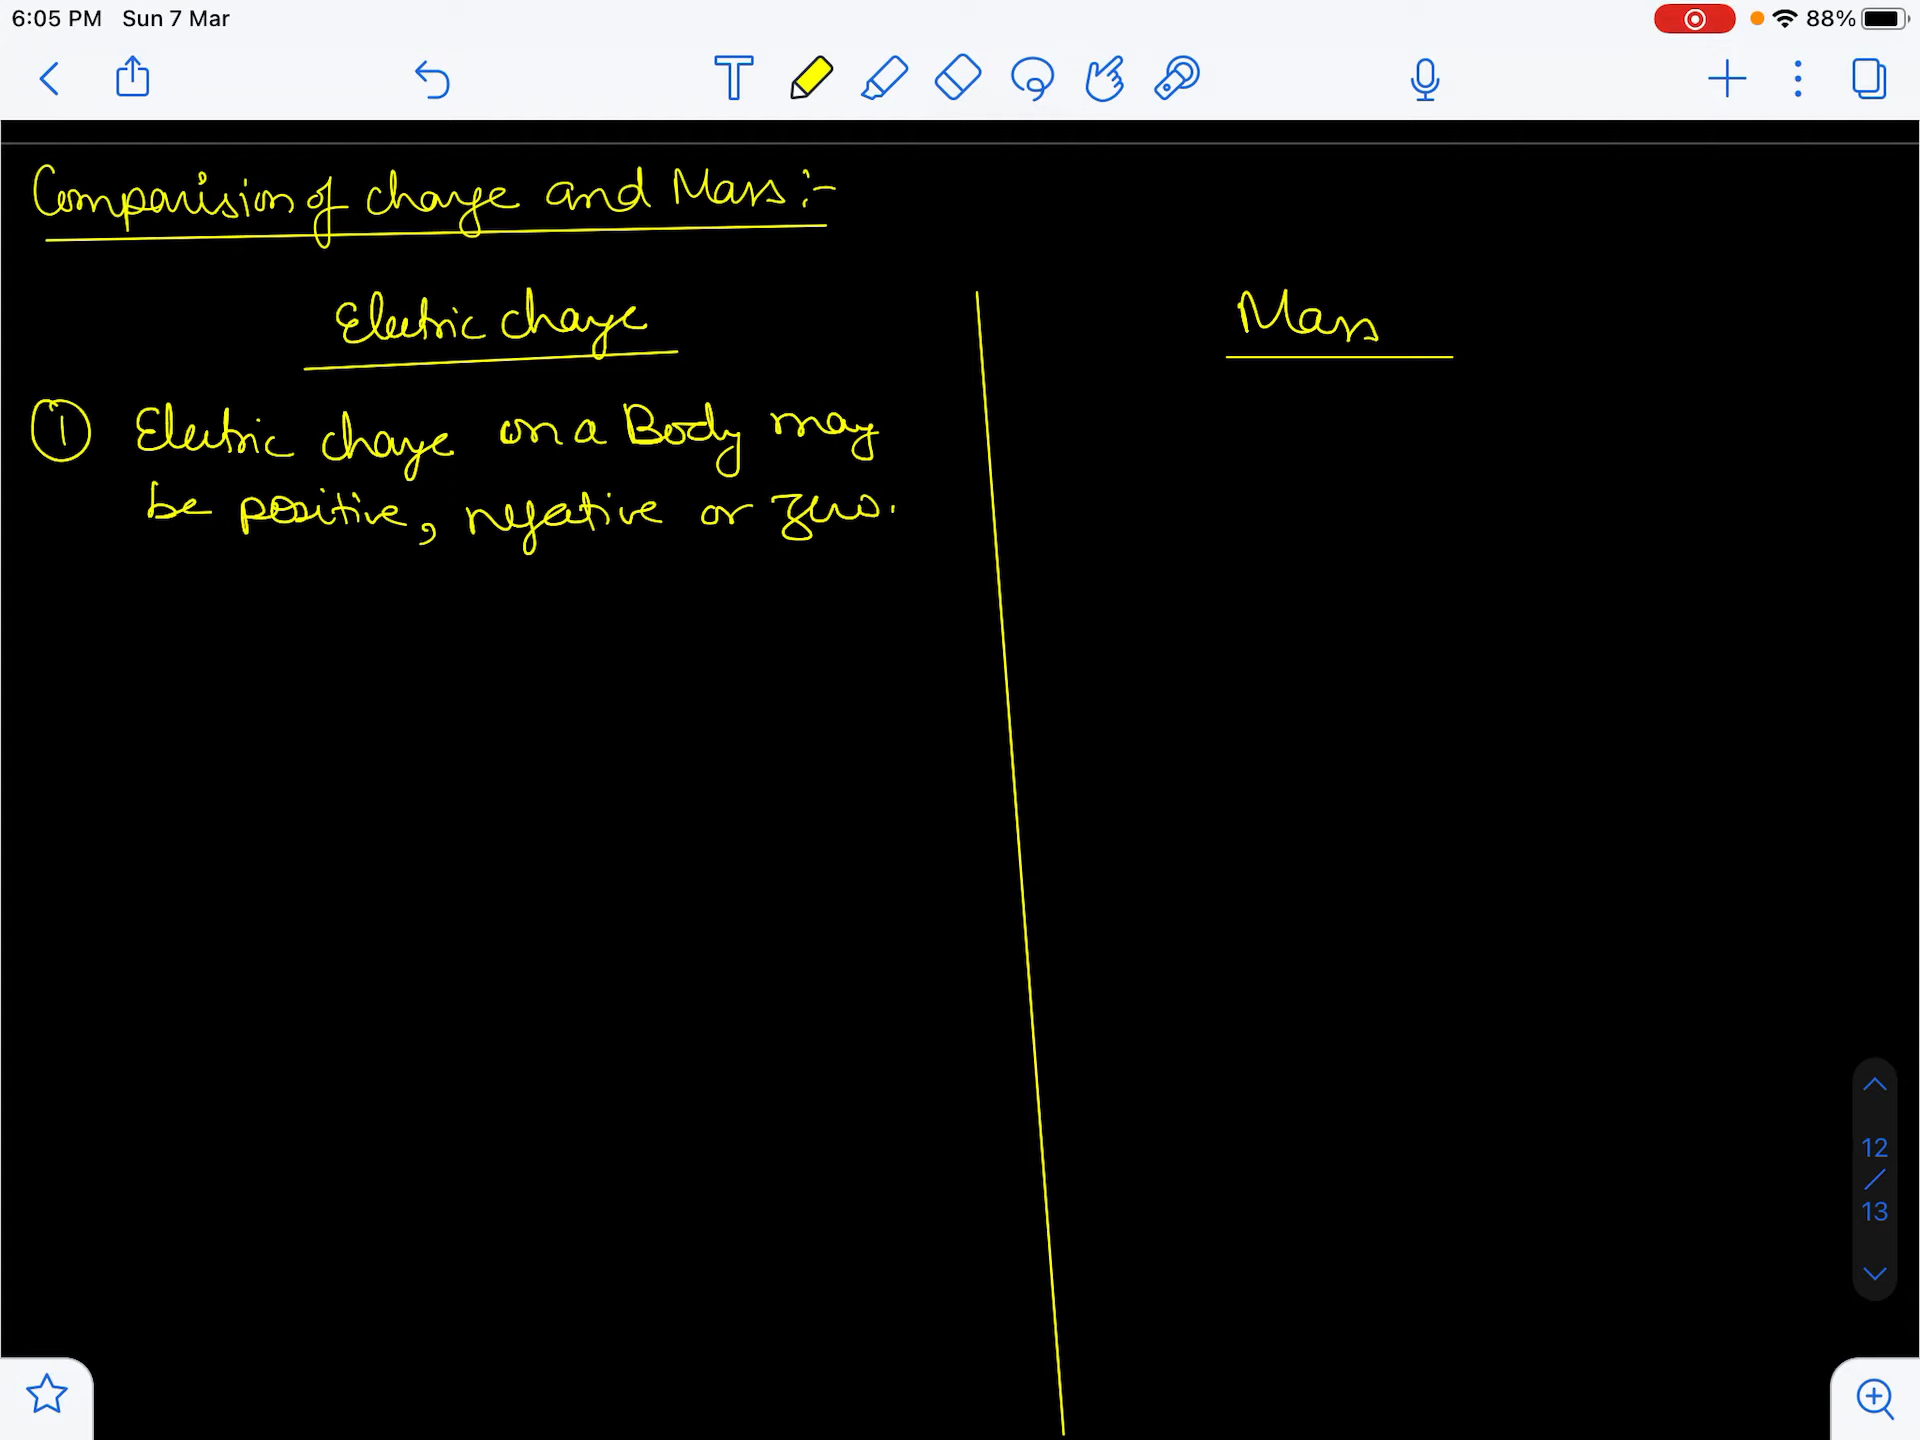 6:05 PM Sun 7 Mar
88%
Comparision of charge and Mass :-
Electric charge
Mass
① Electric charge on a Body may
be positive, negative or zero.
12
/
13